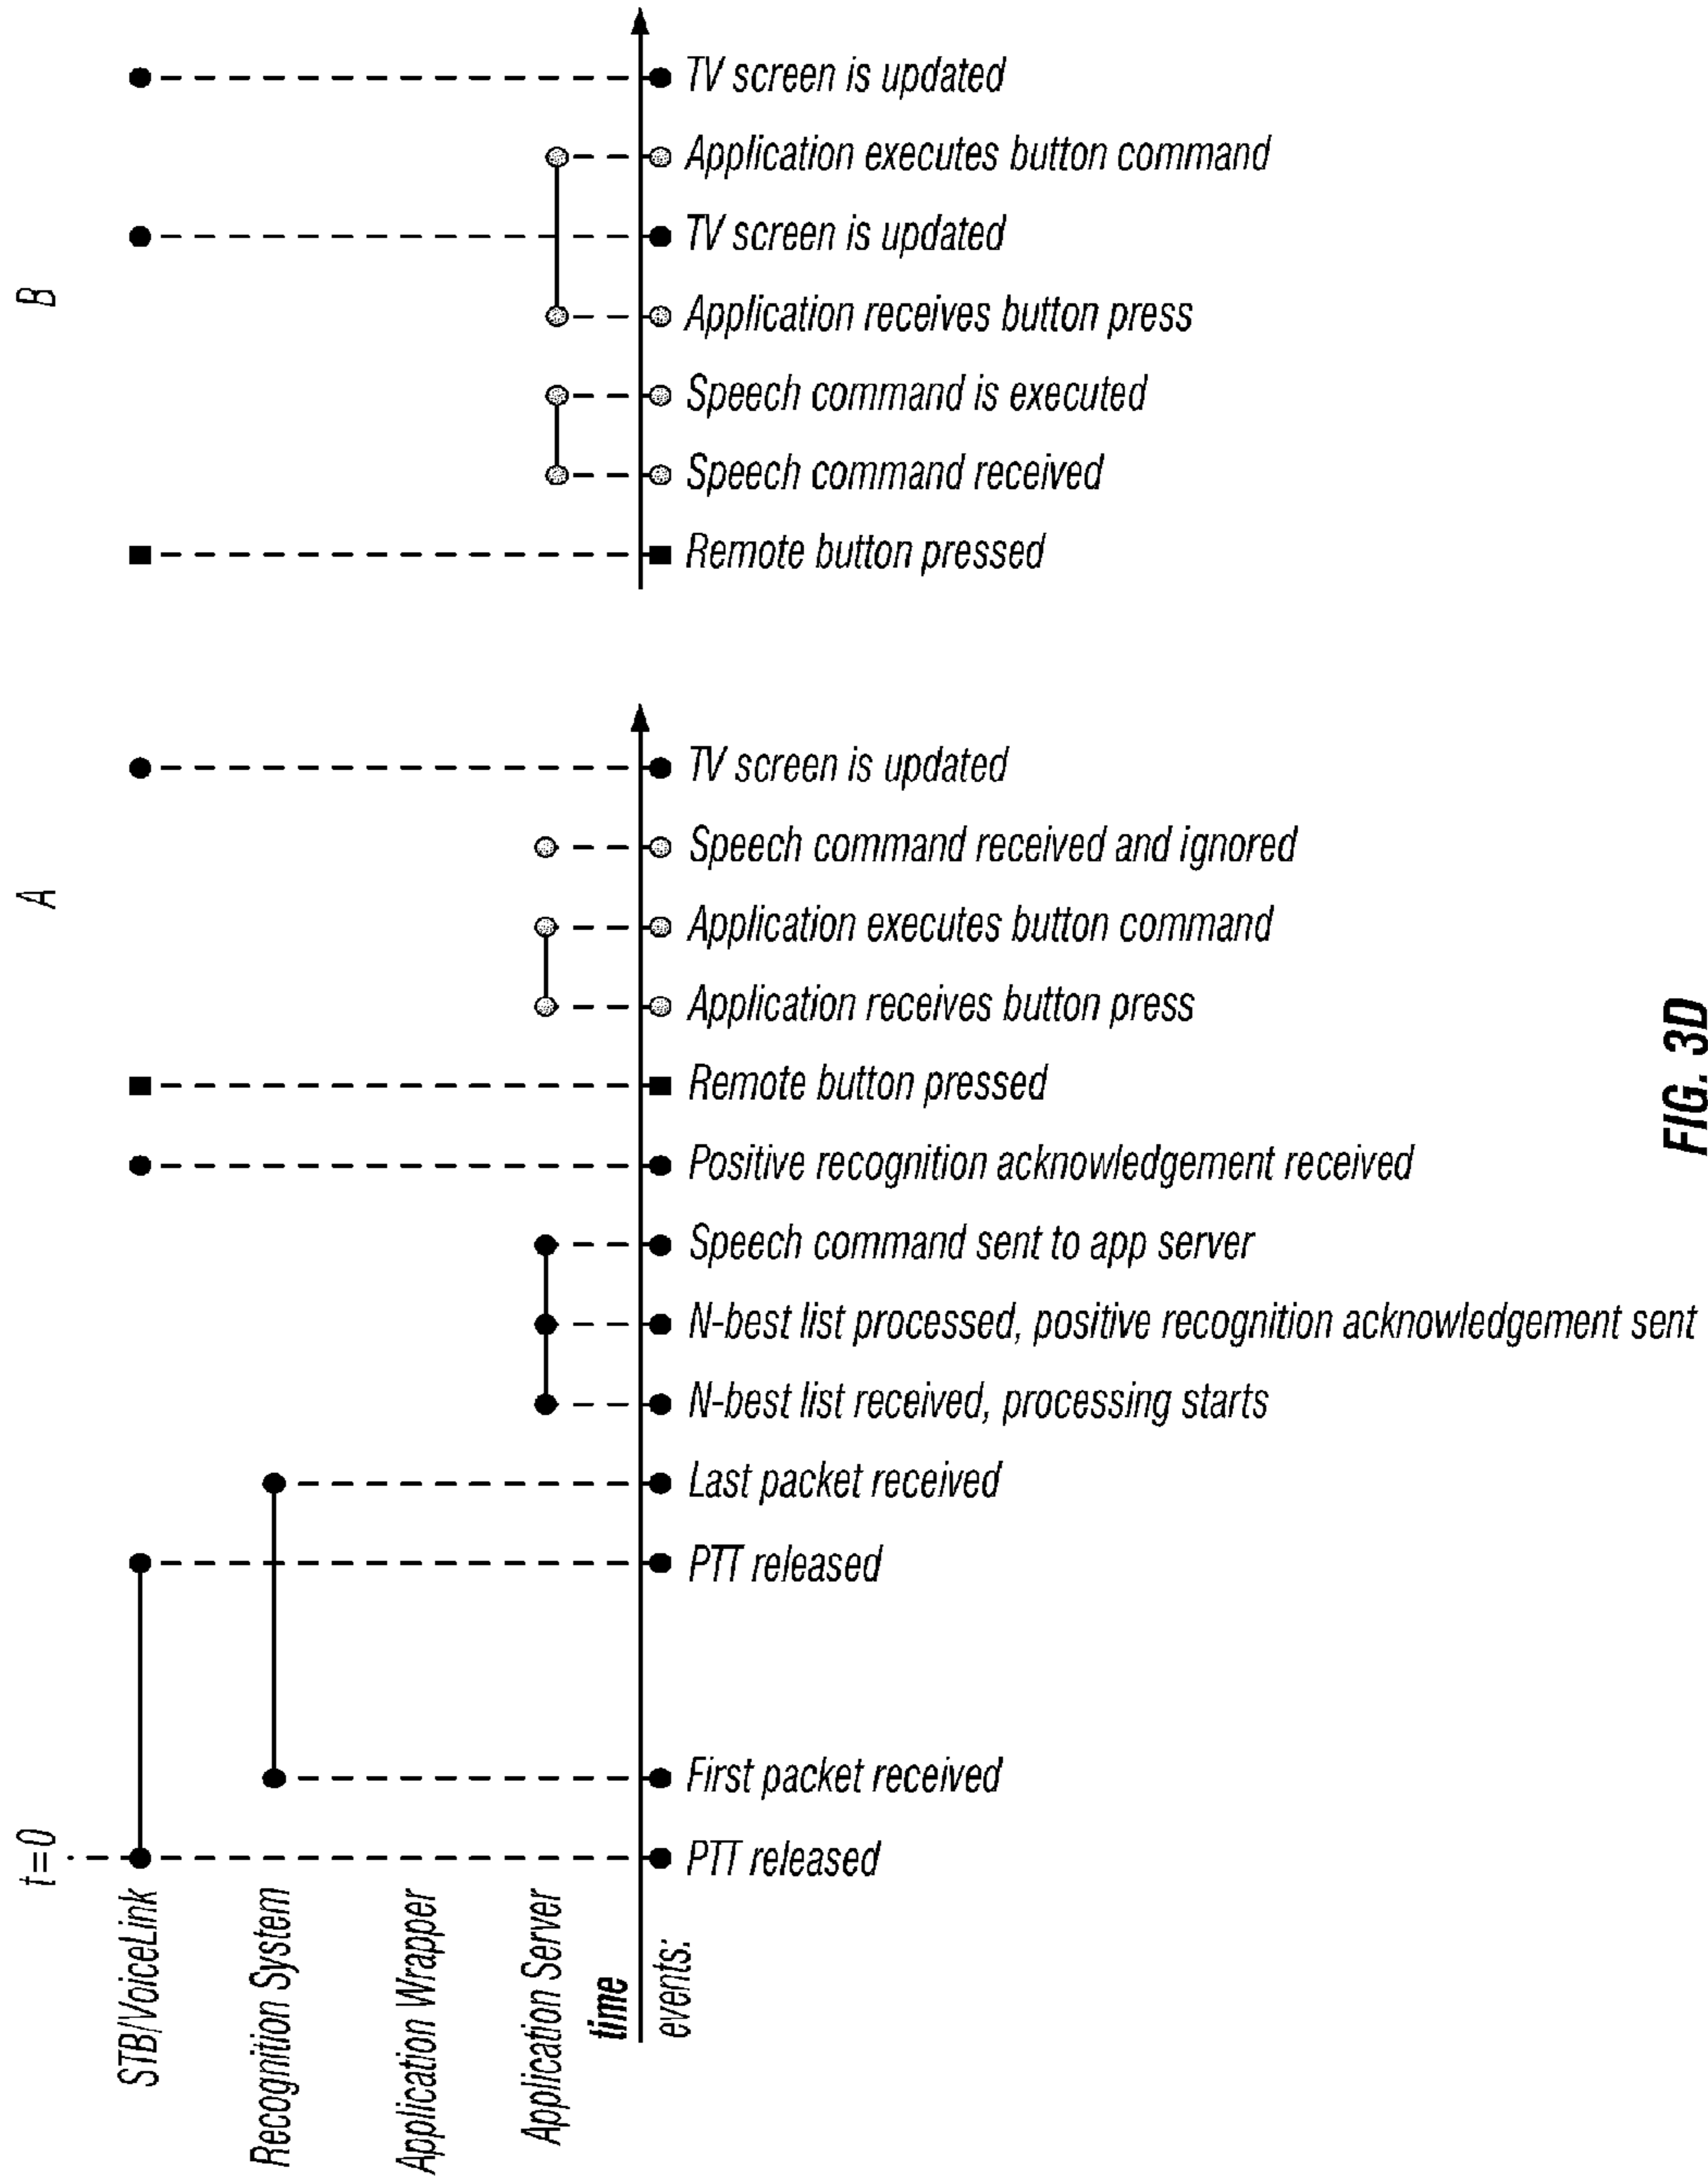 B
TV screen is updated
Application executes button command
TV screen is updated
Application receives button press
Speech command is executed
Speech command received
Remote button pressed
A
TV screen is updated
Speech command received and ignored
Application executes button command
Application receives button press
Remote button pressed
Positive recognition acknowledgement received
Speech command sent to app server
N-best list processed, positive recognition acknowledgement sent
N-best list received, processing starts
Last packet received
PTT released
First packet received
PTT released
t=0
STB/VoiceLink
Recognition System
Application Wrapper
Application Server
time
events:
FIG. 3D